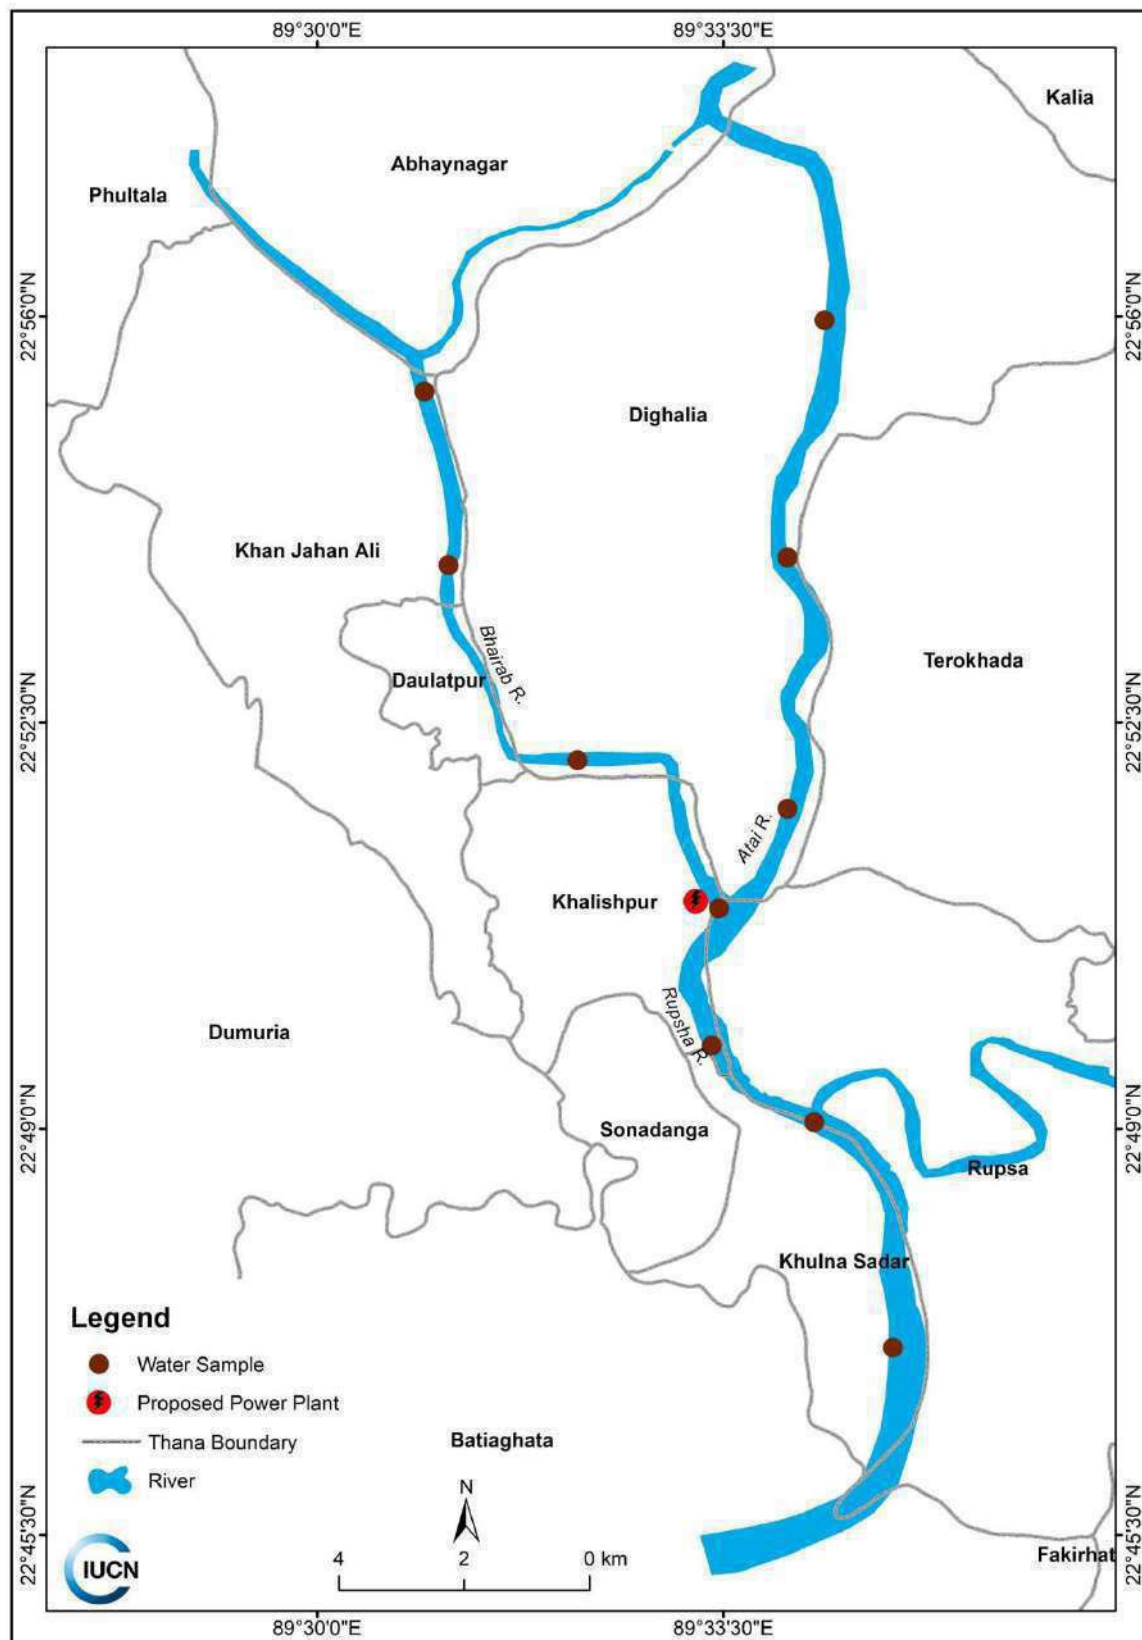 89°30'0"E
89°33'30"E
Kalia
Abhaynagar
Phultala
22°56'0"N
22°56'0"N
Dighalia
Khan Jahan Ali
Bhairab R.
Terokhada
Daulatpur
22°52'30"N
22°52'30"N
Atai R.
Khalishpur
Rupsha R.
Dumuria
22°49'0"N
22°49'0"N
Sonadanga
Rupsa
Khulna Sadar
Legend
Water Sample
Proposed Power Plant
Thana Boundary
River
Batiaghata
N
22°45'30"N
22°45'30"N
Fakirhat
IUCN
4 2 0 km
89°30'0"E
89°33'30"E